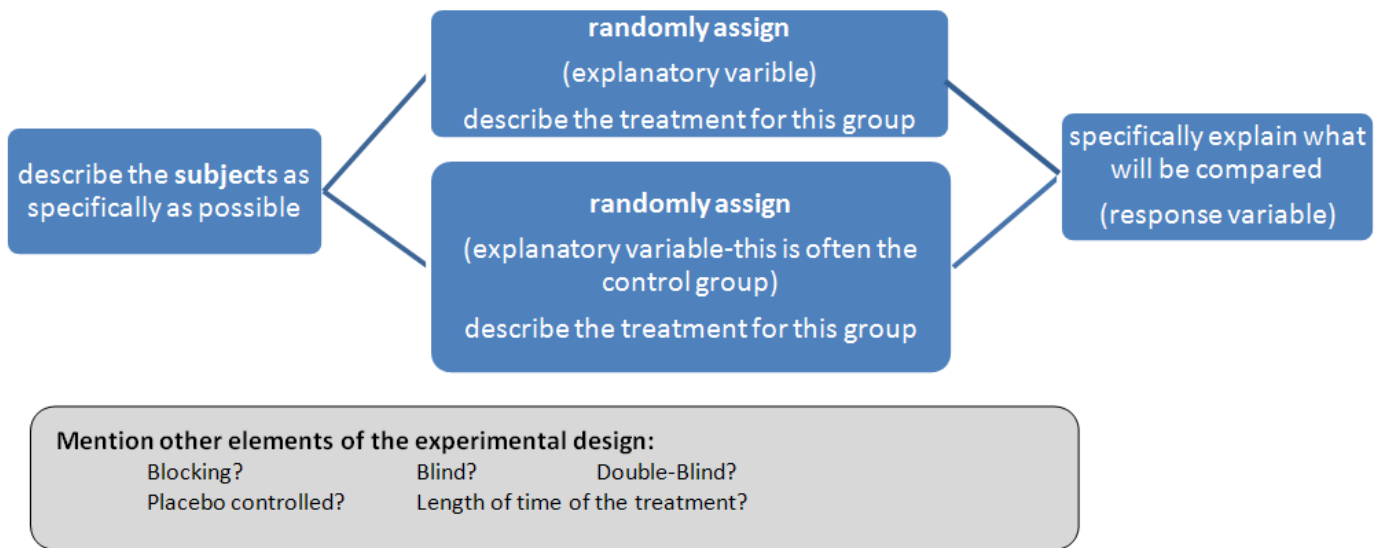 randomly assign
(explanatory varible)
describe the treatment for this group
describe the subjects as
specifically as possible
randomly assign
(explanatory variable-this is often the
control group)
describe the treatment for this group
specifically explain what
will be compared
(response variable)
Mention other elements of the experimental design:
Blocking? Blind? Double-Blind?
Placebo controlled? Length of time of the treatment?